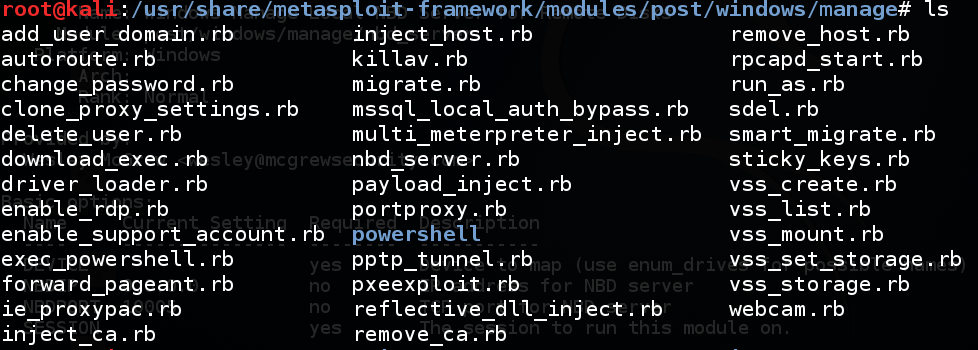 root@kali:/usr/share/metasploit-framework/modules/post/windows/manage# ls
add_user_domain.rb inject_host.rb remove_host.rb
autoroute.rb killav.rb rpcapd_start.rb
change_password.rb migrate.rb run_as.rb
clone_proxy_settings.rb mssql_local_auth_bypass.rb sdel.rb
delete_user.rb multi_meterpreter_inject.rb smart_migrate.rb
download_exec.rb nbd_server.rb sticky_keys.rb
driver_loader.rb payload_inject.rb vss_create.rb
enable_rdp.rb portproxy.rb vss_list.rb
enable_support_account.rb powershell vss_mount.rb
exec_powershell.rb pptp_tunnel.rb vss_set_storage.rb
forward_pageant.rb pxeexploit.rb vss_storage.rb
ie_proxypac.rb reflective_dll_inject.rb webcam.rb
inject_ca.rb remove_ca.rb